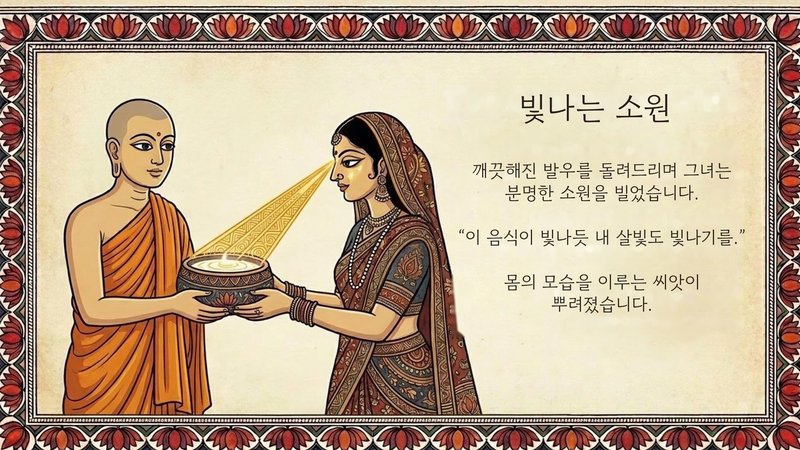 빛나는 소원
깨끗해진 발우를 돌려드리며 그녀는
분명한 소원을 빌었습니다.
“이 음식이 빛나듯 내 살빛도 빛나기를.”
몸의 모습을 이루는 씨앗이
뿌려졌습니다.